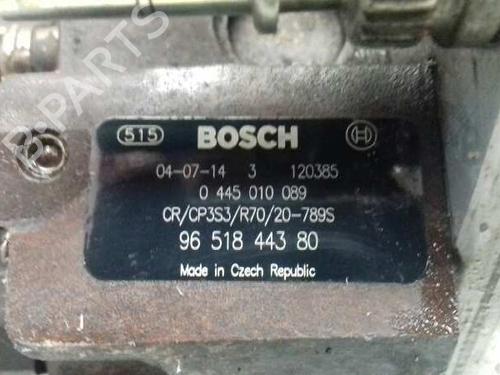 515 BOSCH
04-07-14 3 120385
0 445 010 089
CR/CP3S3/R70/20-789S
96 518 443 80
Made in Czech Republic
B-PARTS